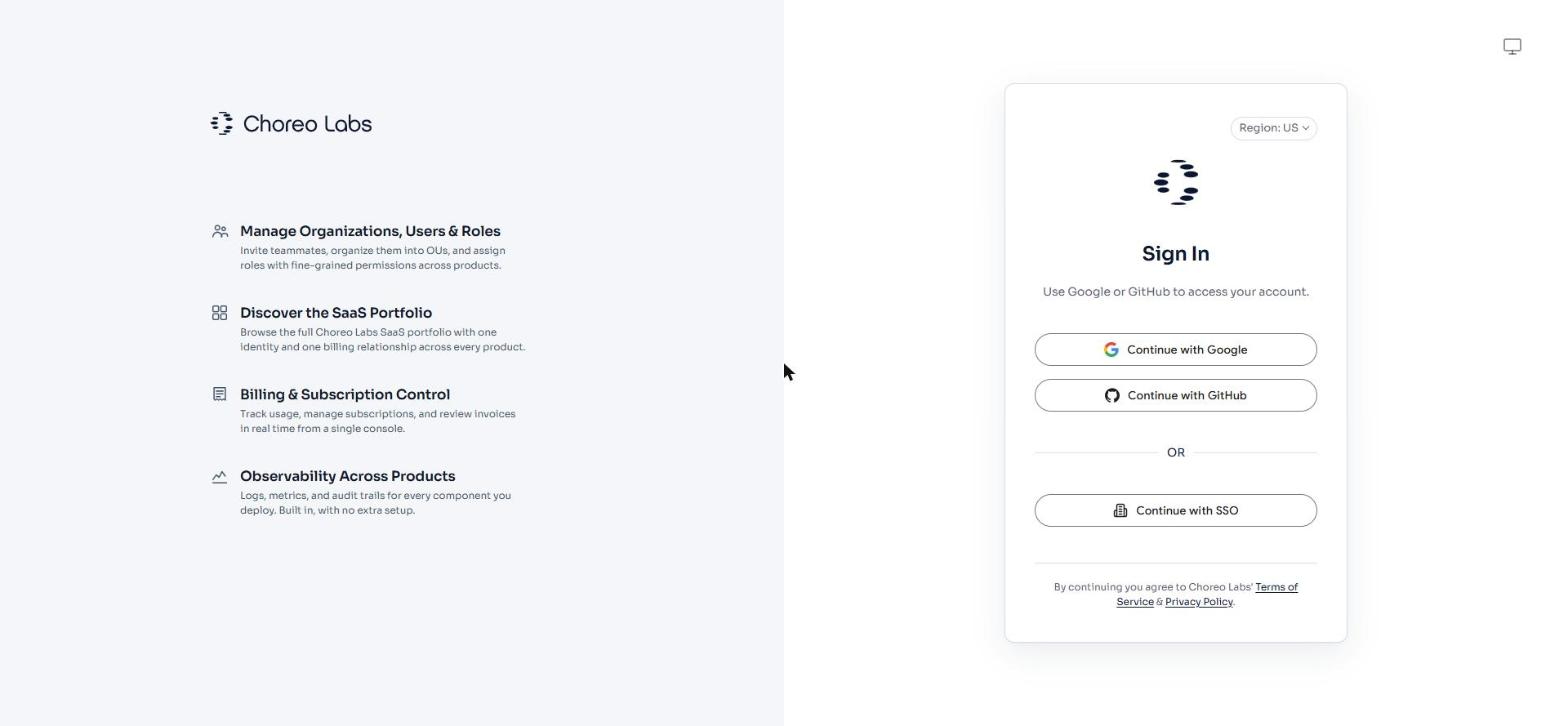 Choreo Labs
Manage Organizations, Users & Roles
Invite teammates, organize them into OUs, and assign
roles with fine-grained permissions across products.
Discover the SaaS Portfolio
Browse the full Choreo Labs SaaS portfolio with one
identity and one billing relationship across every product.
Billing & Subscription Control
Track usage, manage subscriptions, and review invoices
in real time from a single console.
Observability Across Products
Logs, metrics, and audit trails for every component you
deploy. Built in, with no extra setup.
Region: US
Sign In
Use Google or GitHub to access your account.
Continue with Google
Continue with GitHub
OR
Continue with SSO
By continuing you agree to Choreo Labs' Terms of
Service & Privacy Policy.